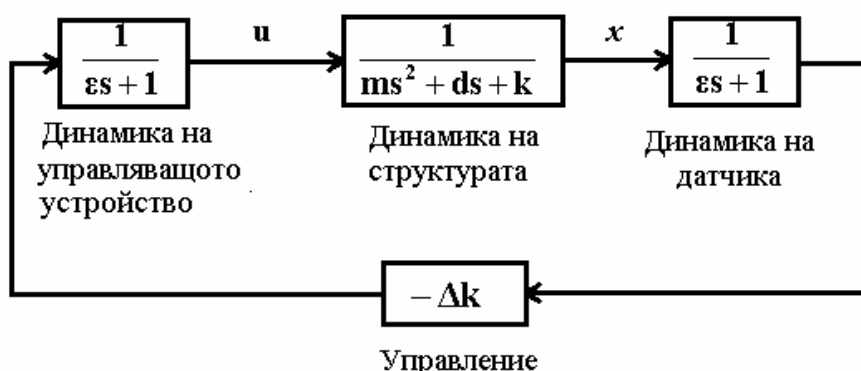 1
εs + 1
u
1
ms² + ds + k
x
1
εs + 1
Динамика на
управляващото
устройство
Динамика на
структурата
Динамика на
датчика
– Δk
Управление